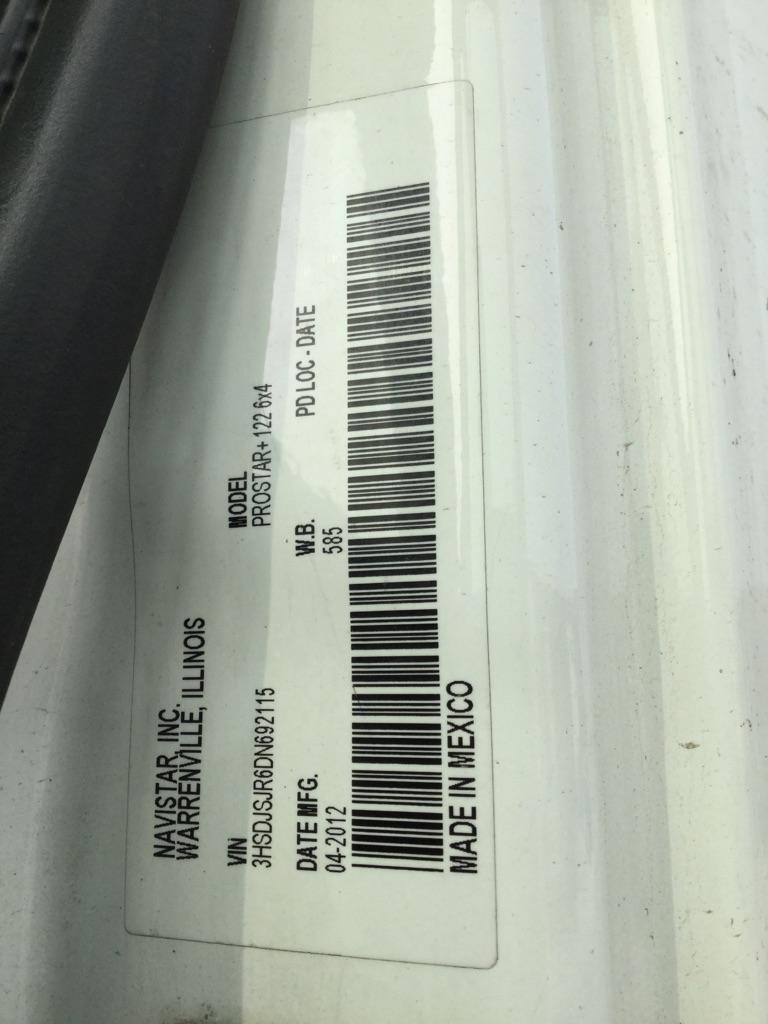 NAVISTAR, INC.
WARRENVILLE, ILLINOIS
VIN
3HSDJSJR6DN692115
MODEL
PROSTAR+ 122 6x4
DATE MFG.
04-2012
W.B.
585
PD LOC - DATE
MADE IN MEXICO